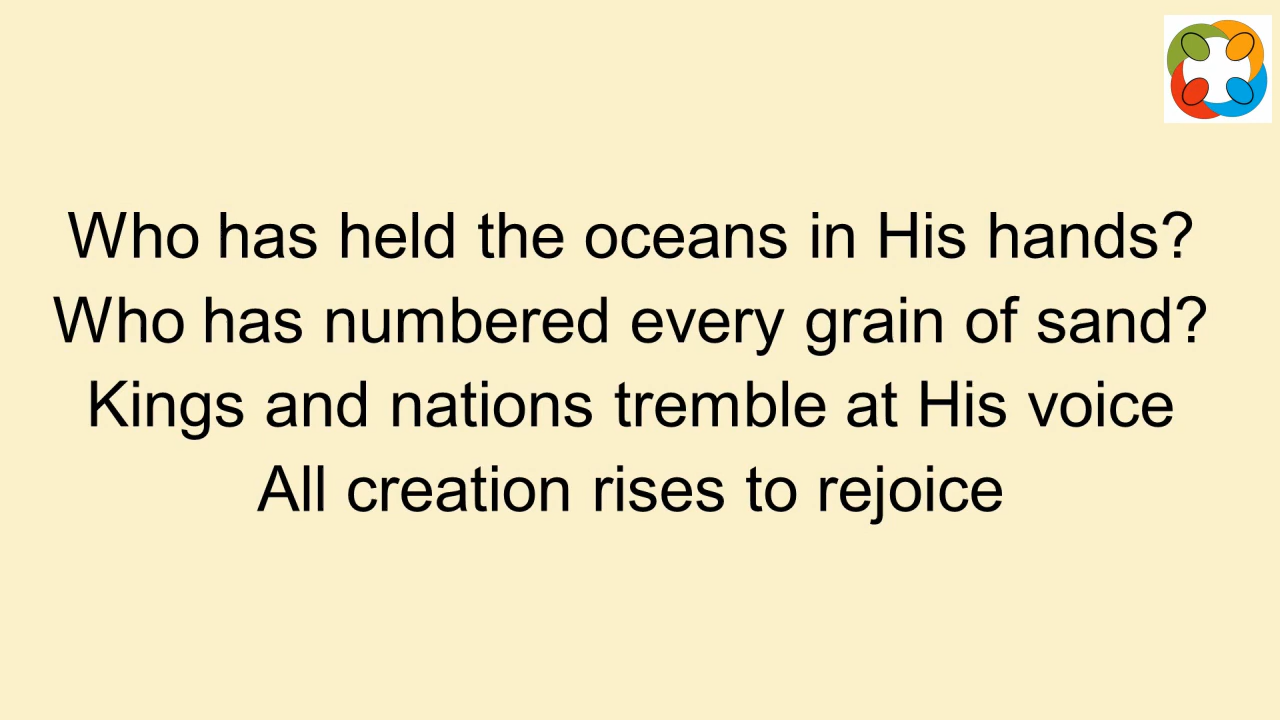 Who has held the oceans in His hands?
Who has numbered every grain of sand?
Kings and nations tremble at His voice
All creation rises to rejoice